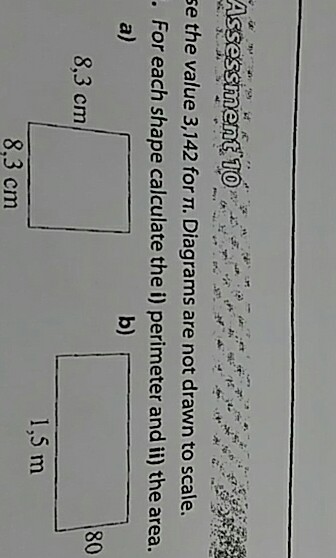 Assessment 10
se the value 3,142 for π. Diagrams are not drawn to scale.
. For each shape calculate the i) perimeter and ii) the area.
a)
b)
8,3 cm
8,3 cm
80
1,5 m